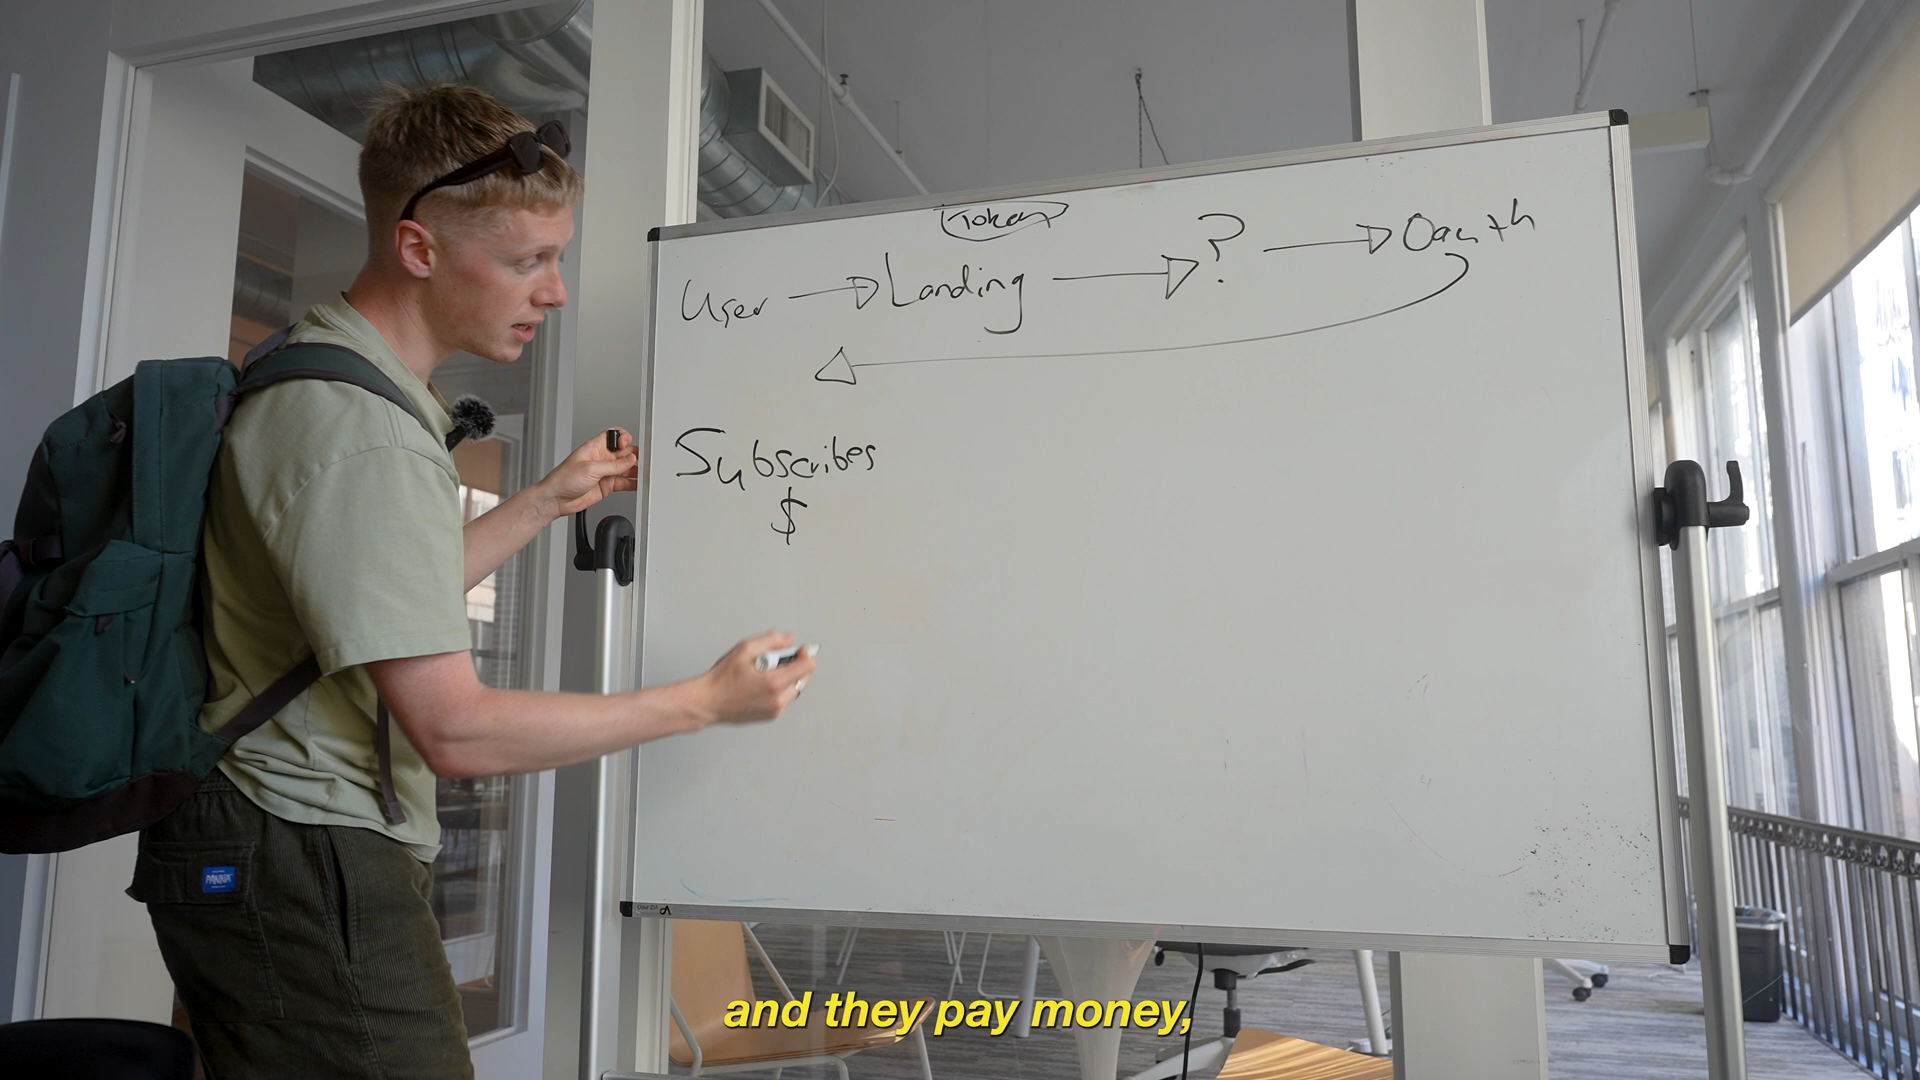 Token
User → Landing → ? → Oauth
Subscribes
$
and they pay money,